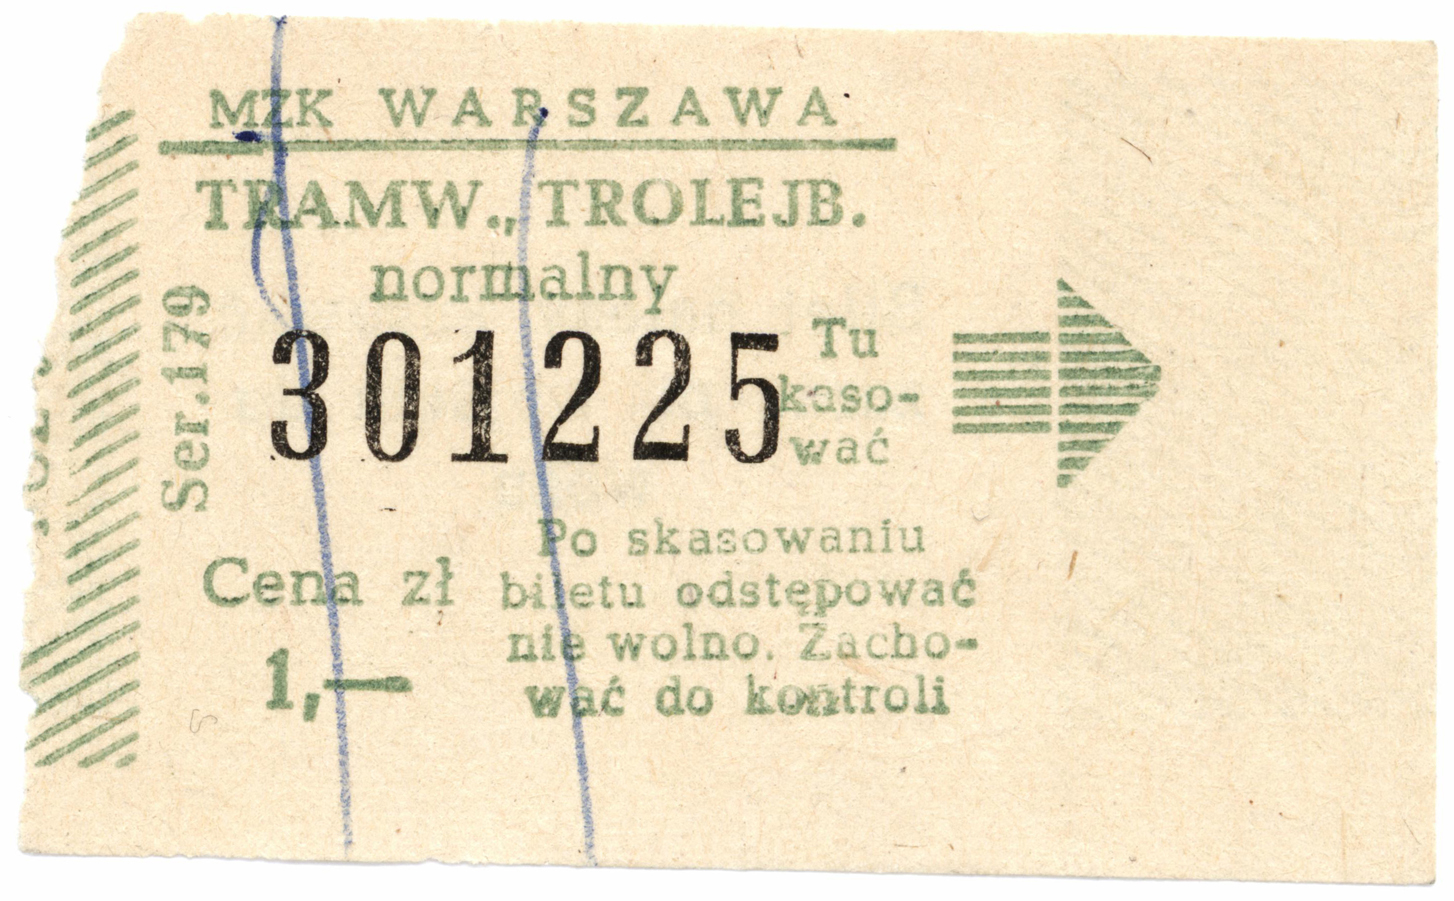 MZK WARSZAWA
TRAMW., TROLEJB.
normalny
Ser.179
301225
Tu
kaso-
wać
Cena zł
1,—
Po skasowaniu
biletu odstępować
nie wolno. Zacho-
wać do kontroli